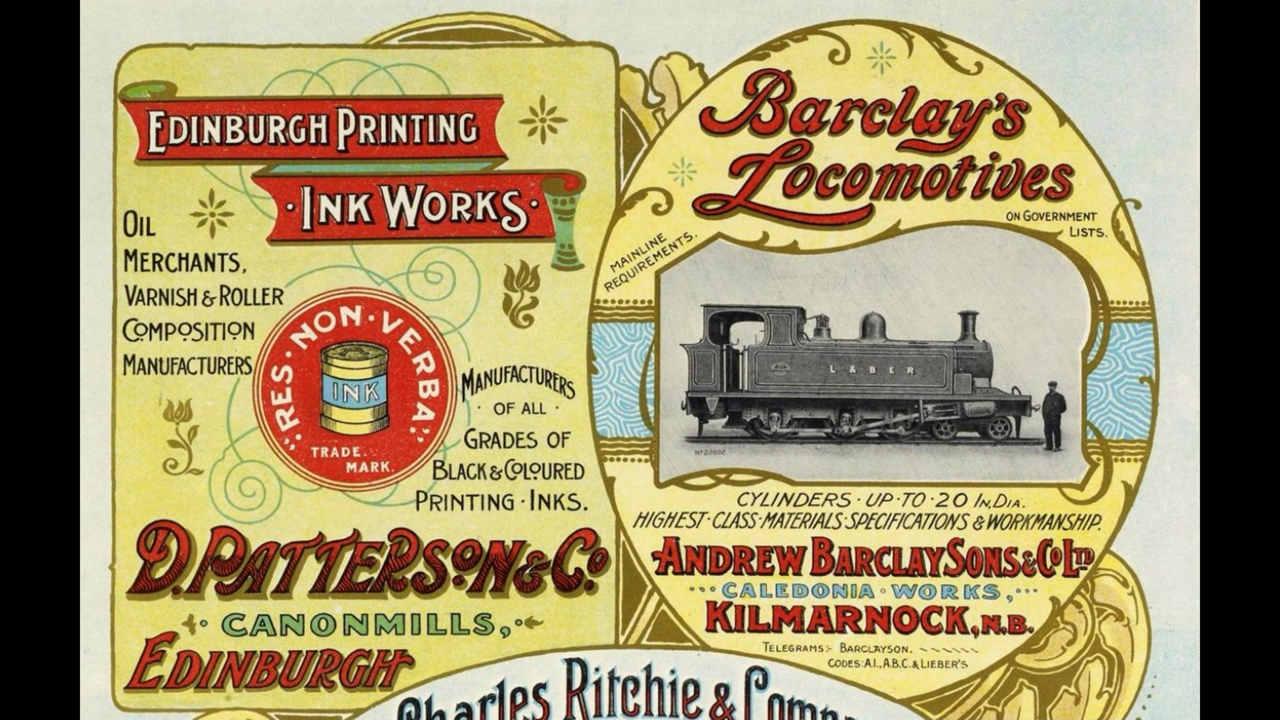 EDINBURGH PRINTING
·INK WORKS·
OIL
MERCHANTS,
VARNISH & ROLLER
COMPOSITION
MANUFACTURERS
"RES·NON·VERBA"
INK
TRADE
MARK.
MANUFACTURERS
· OF ALL ·
GRADES OF
BLACK & COLOURED
PRINTING · INKS.
D. PATTERSON & Co
CANONMILLS,
EDINBURGH
Barclay's
Locomotives
ON GOVERNMENT
LISTS.
MAINLINE
REQUIREMENTS.
L & B E R
No 22602
CYLINDERS · UP · TO · 20 IN. DIA.
HIGHEST · CLASS · MATERIALS · SPECIFICATIONS & WORKMANSHIP.
ANDREW BARCLAY SONS & Co LTD
CALEDONIA · WORKS,
KILMARNOCK, N.B.
TELEGRAMS:- BARCLAYSON.
CODES: A.I., A.B.C. & LIEBER'S
Charles Ritchie &